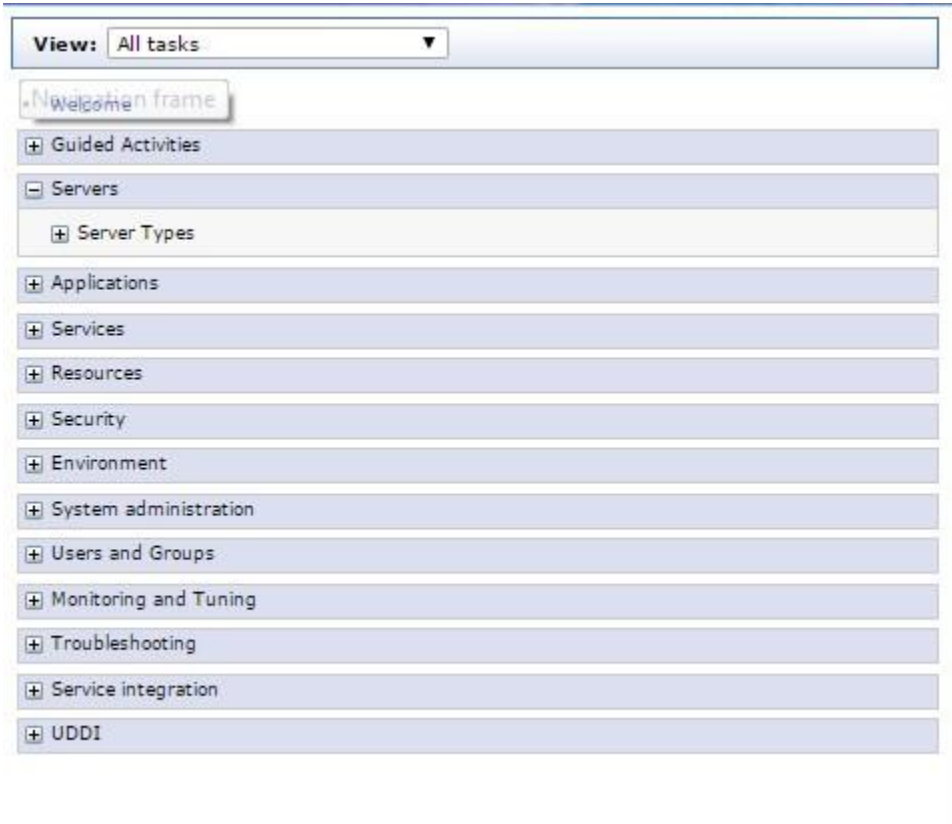 View: All tasks
Navigation frame
Welcome
Guided Activities
Servers
Server Types
Applications
Services
Resources
Security
Environment
System administration
Users and Groups
Monitoring and Tuning
Troubleshooting
Service integration
UDDI